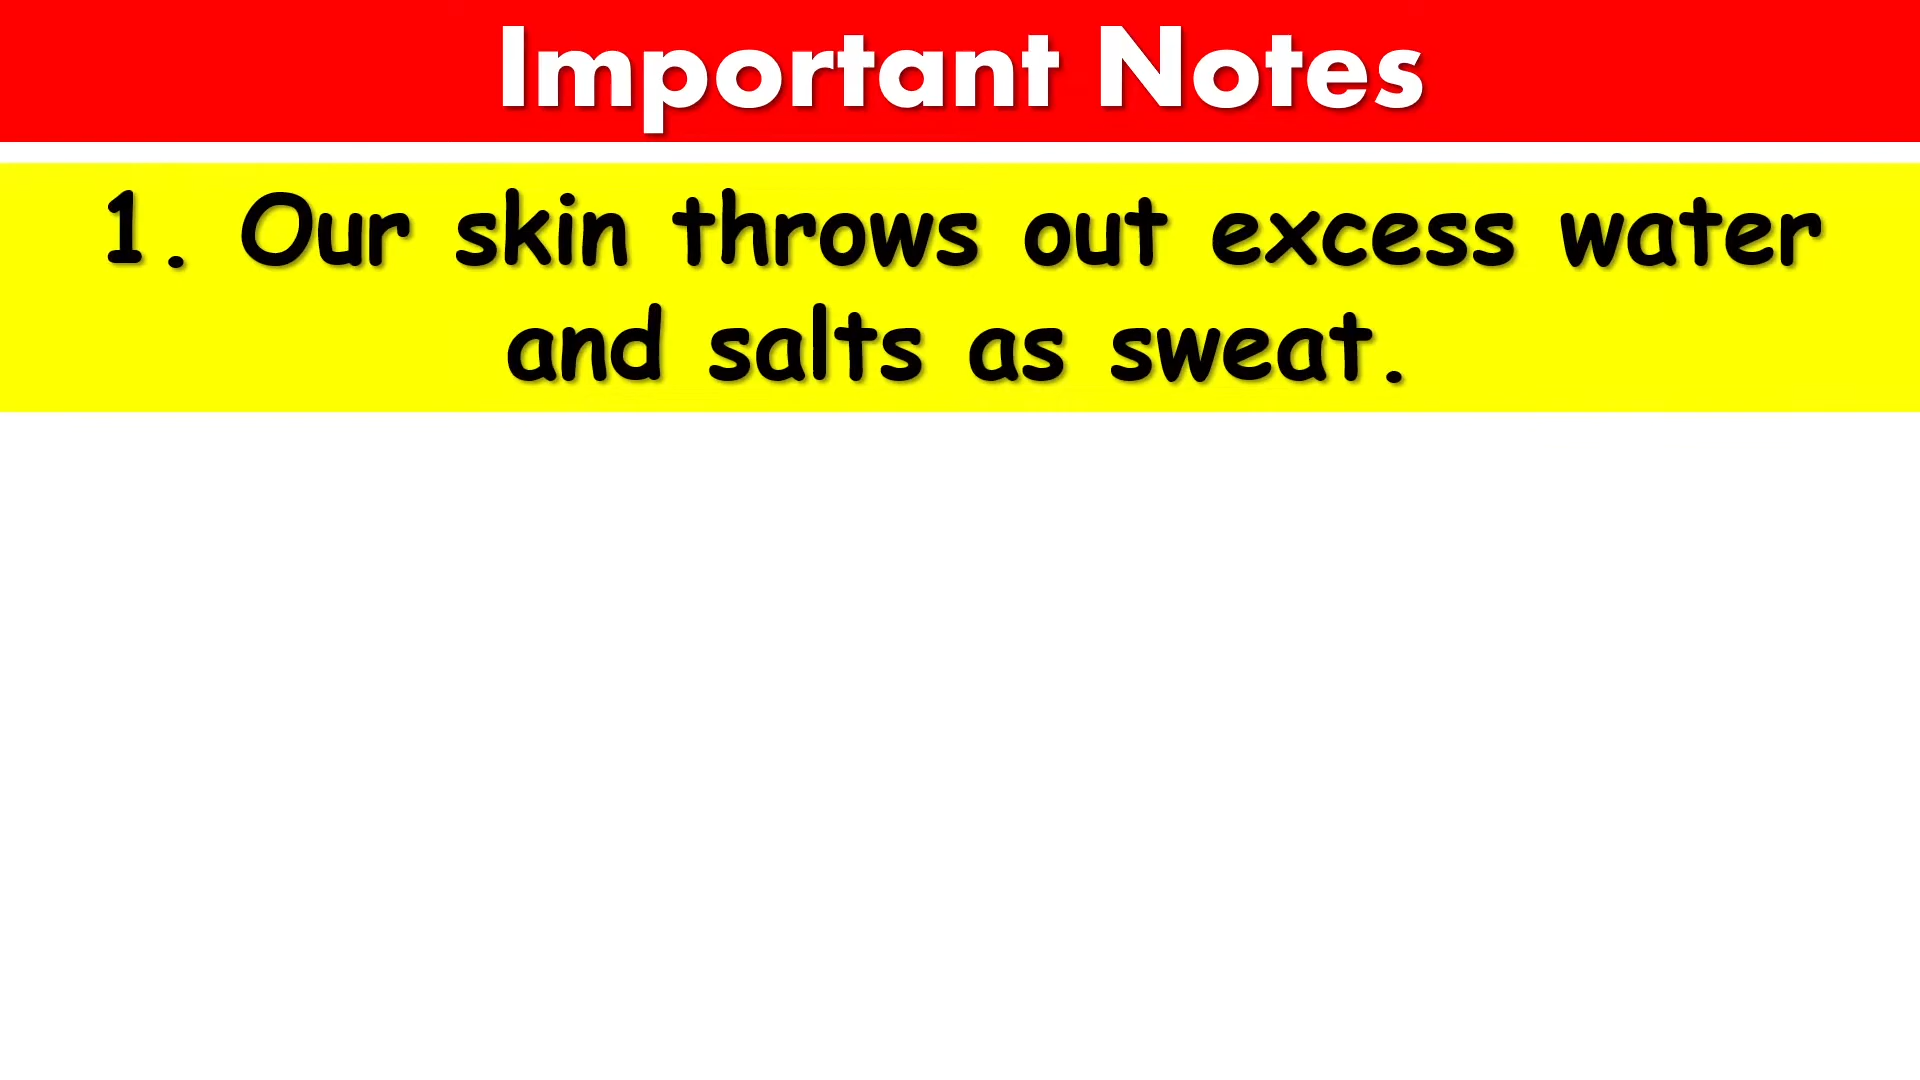 Important Notes
1. Our skin throws out excess water
and salts as sweat.